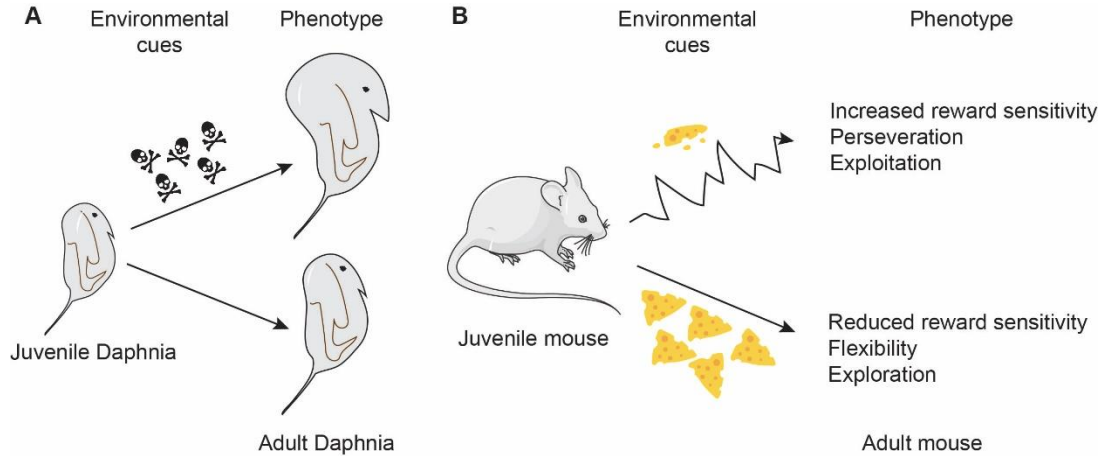 A
Environmental
cues
Phenotype
Juvenile Daphnia
Adult Daphnia
B
Environmental
cues
Phenotype
Juvenile mouse
Increased reward sensitivity
Perseveration
Exploitation
Reduced reward sensitivity
Flexibility
Exploration
Adult mouse